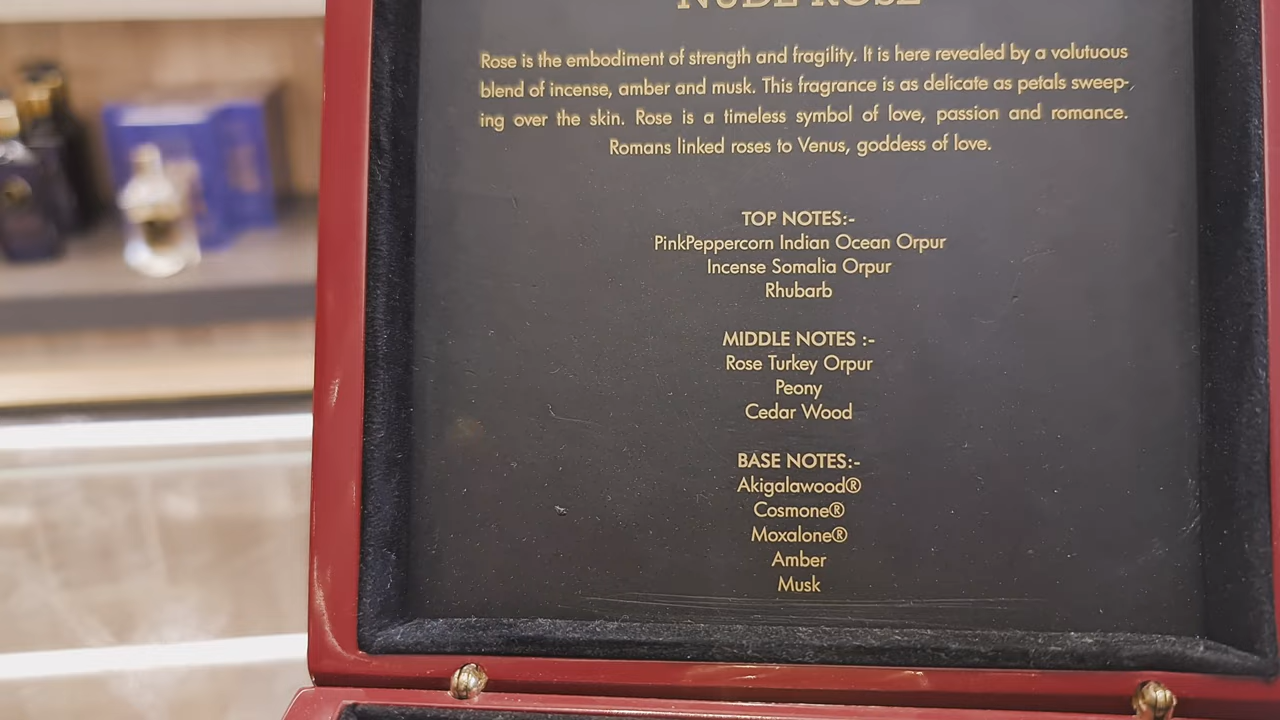 NUDE ROSE
Rose is the embodiment of strength and fragility. It is here revealed by a volutuous
blend of incense, amber and musk. This fragrance is as delicate as petals sweep-
ing over the skin. Rose is a timeless symbol of love, passion and romance.
Romans linked roses to Venus, goddess of love.
TOP NOTES:-
PinkPeppercorn Indian Ocean Orpur
Incense Somalia Orpur
Rhubarb
MIDDLE NOTES :-
Rose Turkey Orpur
Peony
Cedar Wood
BASE NOTES:-
Akigalawood®
Cosmone®
Moxalone®
Amber
Musk